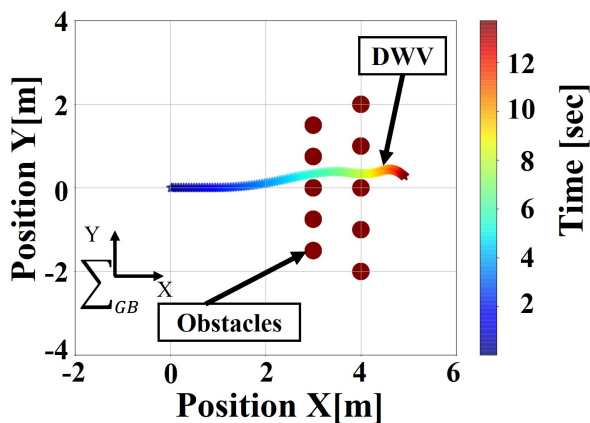 4
2
0
-2
-4
-2
0
2
4
6
Position Y[m]
Position X[m]
DWV
Obstacles
Y
X
∑GB
12
10
8
6
4
2
Time [sec]